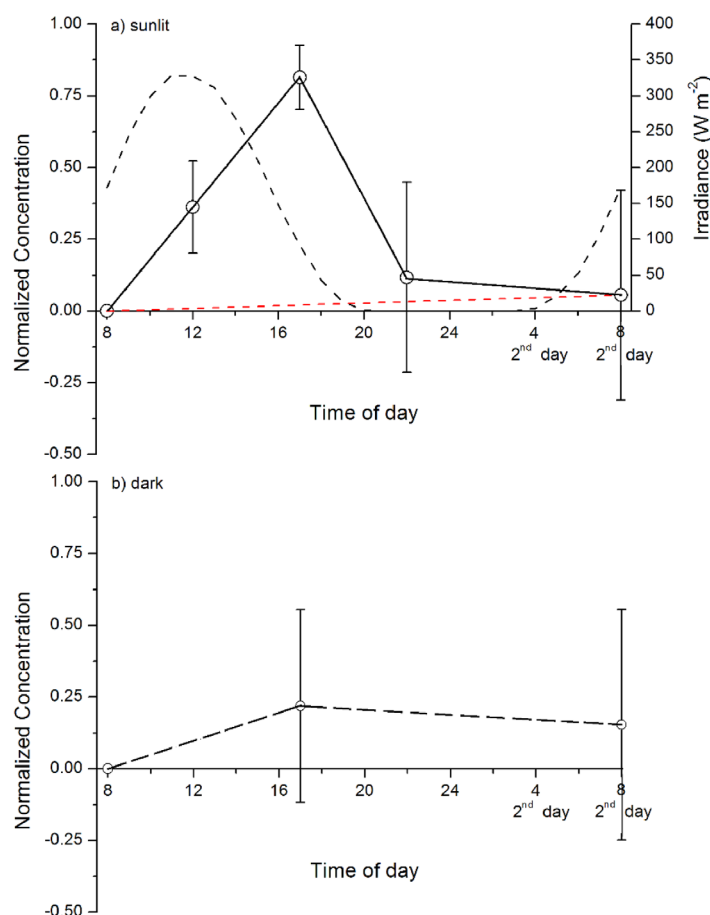 a) sunlit
1.00
0.75
0.50
0.25
0.00
-0.25
-0.50
Normalized Concentration
400
350
300
250
200
150
100
50
0
Irradiance (W m⁻²)
8 12 16 20 24 4 8
2nd day 2nd day
Time of day
b) dark
1.00
0.75
0.50
0.25
0.00
-0.25
-0.50
Normalized Concentration
8 12 16 20 24 4 8
2nd day 2nd day
Time of day